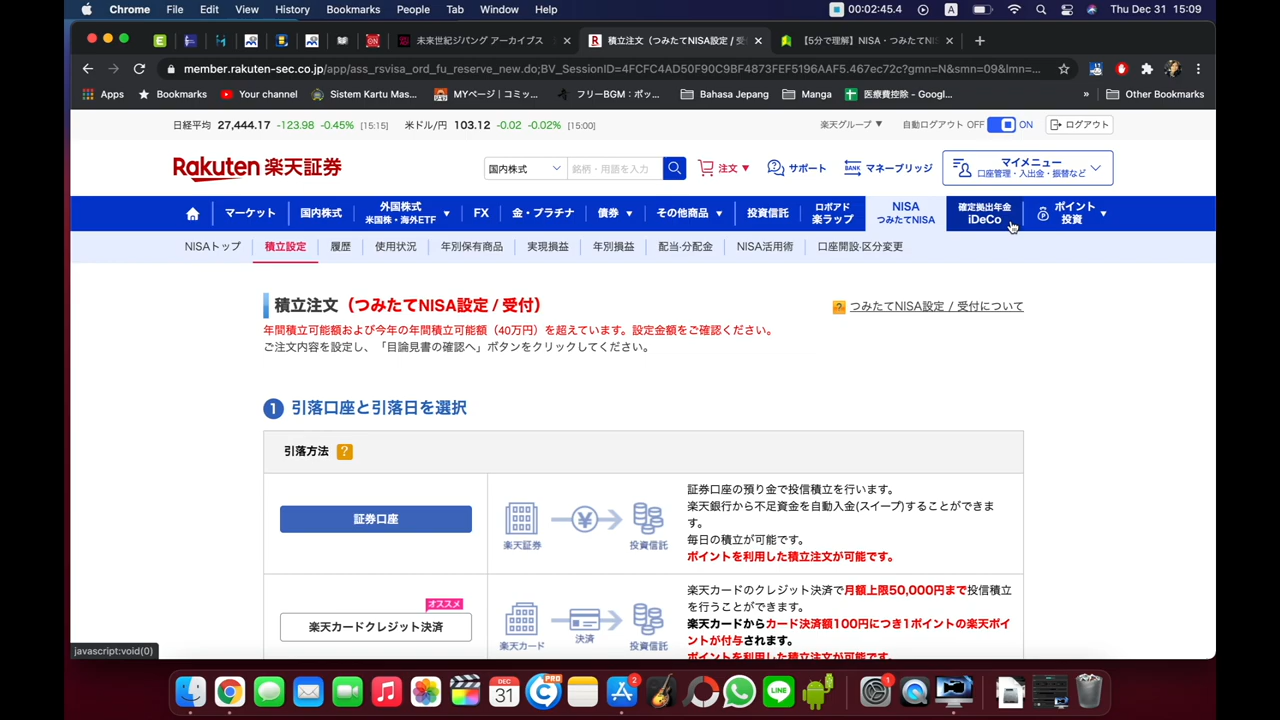 Chrome File Edit View History Bookmarks People Tab Window Help 00:02:45.4 A Thu Dec 31 15:09
未来世紀ジパング アーカイブス 積立注文（つみたてNISA設定 / 受 【5分で理解】NISA・つみたてN
member.rakuten-sec.co.jp/app/ass_rsvisa_ord_fu_reserve_new.do;BV_SessionID=4FCFC4AD50F90C9BF4873FEF5196AAF5.467ec72c?gmn=N&smn=09&lmn=...
Apps Bookmarks Your channel Sistem Kartu Mas... MYページ｜コミッ... フリーBGM：ポッ... Bahasa Jepang Manga 医療費控除 - Googl... » Other Bookmarks
日経平均 27,444.17 -123.98 -0.45% [15:15] 米ドル/円 103.12 -0.02 -0.02% [15:00] 楽天グループ ▼ 自動ログアウト OFF ON ログアウト
Rakuten 楽天証券 国内株式 銘柄・用語を入力 注文 ▼ サポート BANK マネーブリッジ マイメニュー
口座管理・入出金・振替など
マーケット 国内株式 外国株式 米国株・海外ETF ▼ FX 金・プラチナ 債券 ▼ その他商品 ▼ 投資信託 ロボアド 楽ラップ NISA つみたてNISA 確定拠出年金 iDeCo ポイント 投資 ▼
NISAトップ 積立設定 履歴 使用状況 年別保有商品 実現損益 年別損益 配当·分配金 NISA活用術 口座開設·区分変更
積立注文（つみたてNISA設定 / 受付） ? つみたてNISA設定 / 受付について
年間積立可能額および今年の年間積立可能額（40万円）を超えています。設定金額をご確認ください。
ご注文内容を設定し、「目論見書の確認へ」ボタンをクリックしてください。
1 引落口座と引落日を選択
引落方法 ?
証券口座
楽天証券 ¥ 投資信託
証券口座の預り金で投信積立を行います。
楽天銀行から不足資金を自動入金(スイープ)することができま
す。
毎日の積立が可能です。
ポイントを利用した積立注文が可能です。
オススメ
楽天カードクレジット決済
楽天カード 決済 投資信託
楽天カードのクレジット決済で月額上限50,000円まで投信積立
を行うことができます。
楽天カードからカード決済額100円につき1ポイントの楽天ポイ
ントが付与されます。
ポイントを利用した積立注文が可能です。
javascript:void(0)
DEC 31 PRO 2 LINE 1